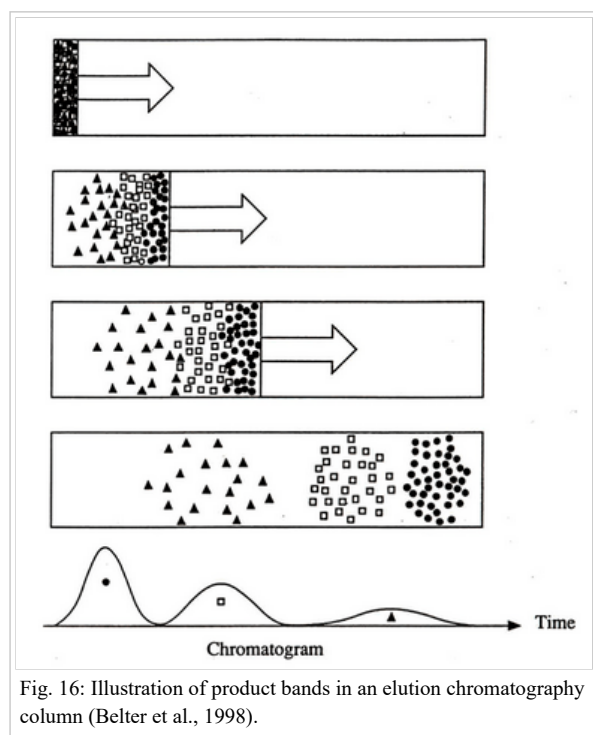 Time
Chromatogram
Fig. 16: Illustration of product bands in an elution chromatography
column (Belter et al., 1998).